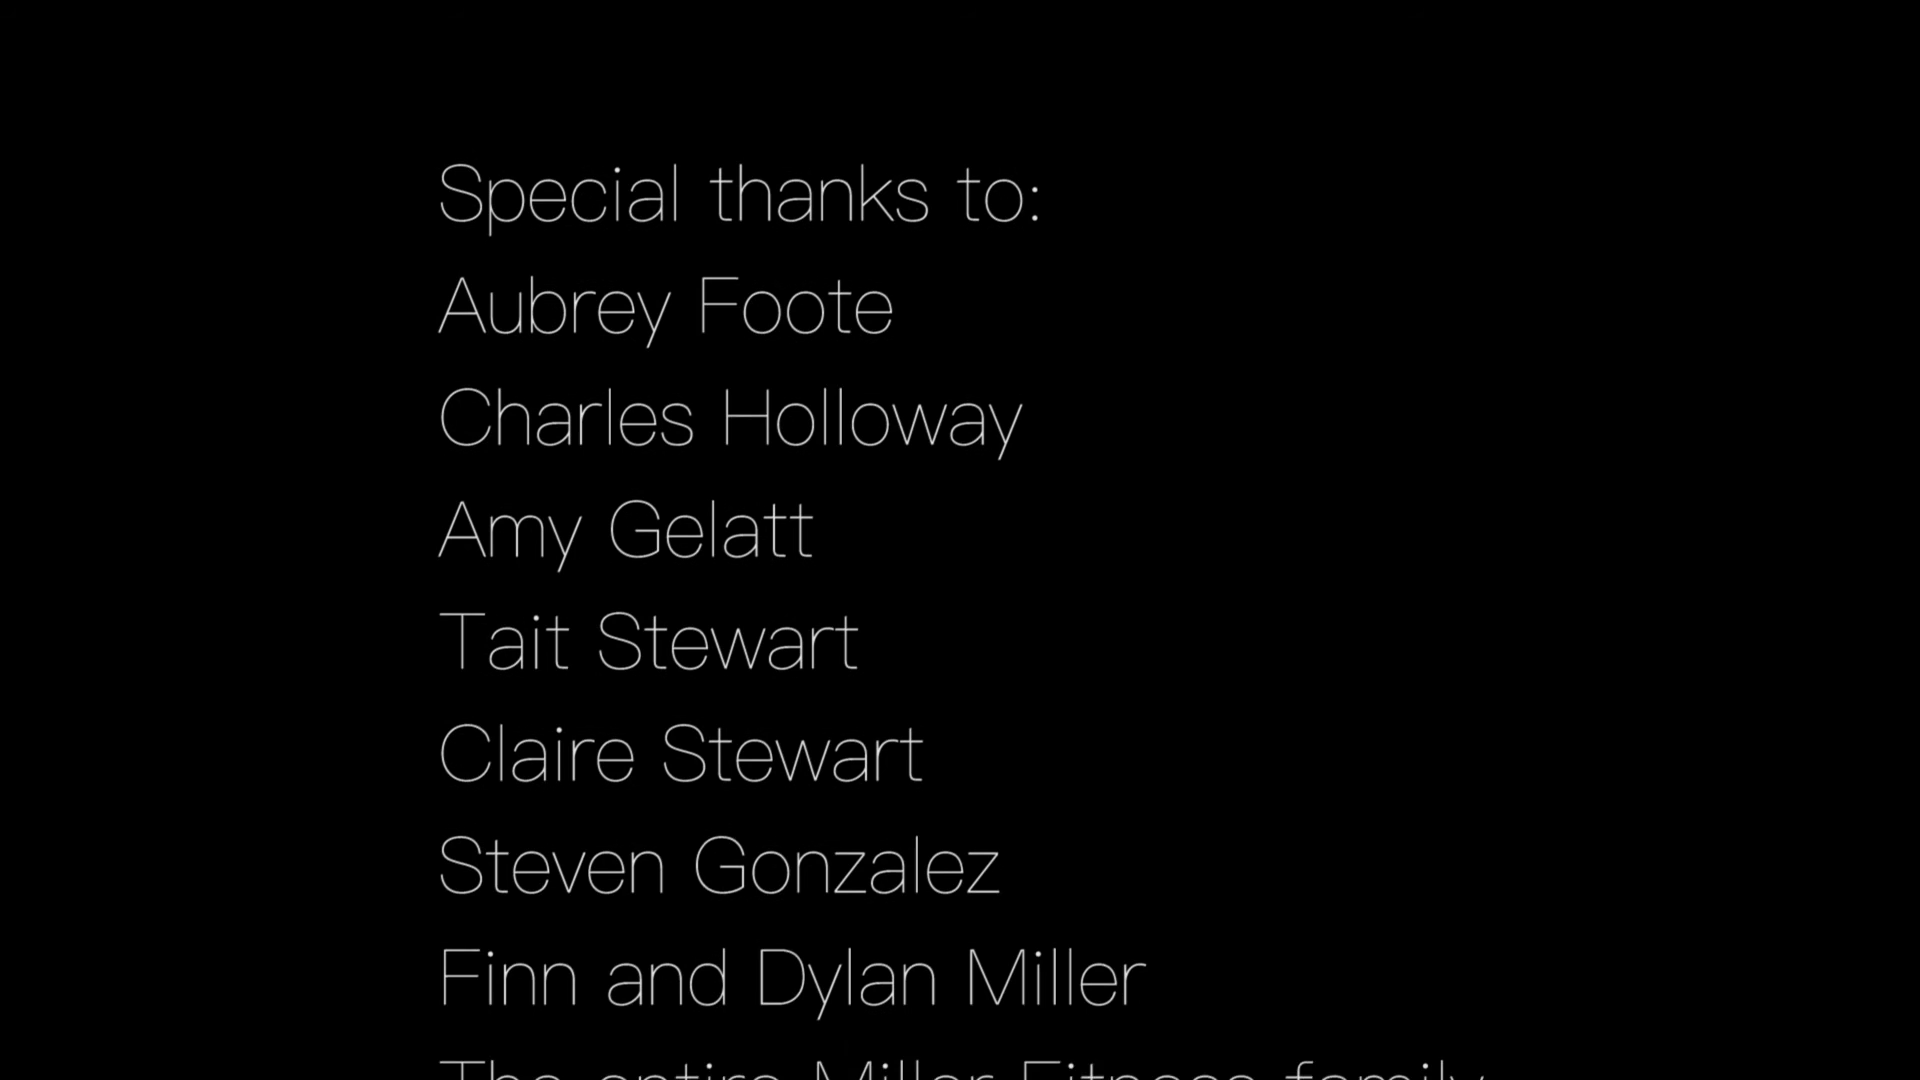 Special thanks to:
Aubrey Foote
Charles Holloway
Amy Gelatt
Tait Stewart
Claire Stewart
Steven Gonzalez
Finn and Dylan Miller
The entire Miller Fitness family